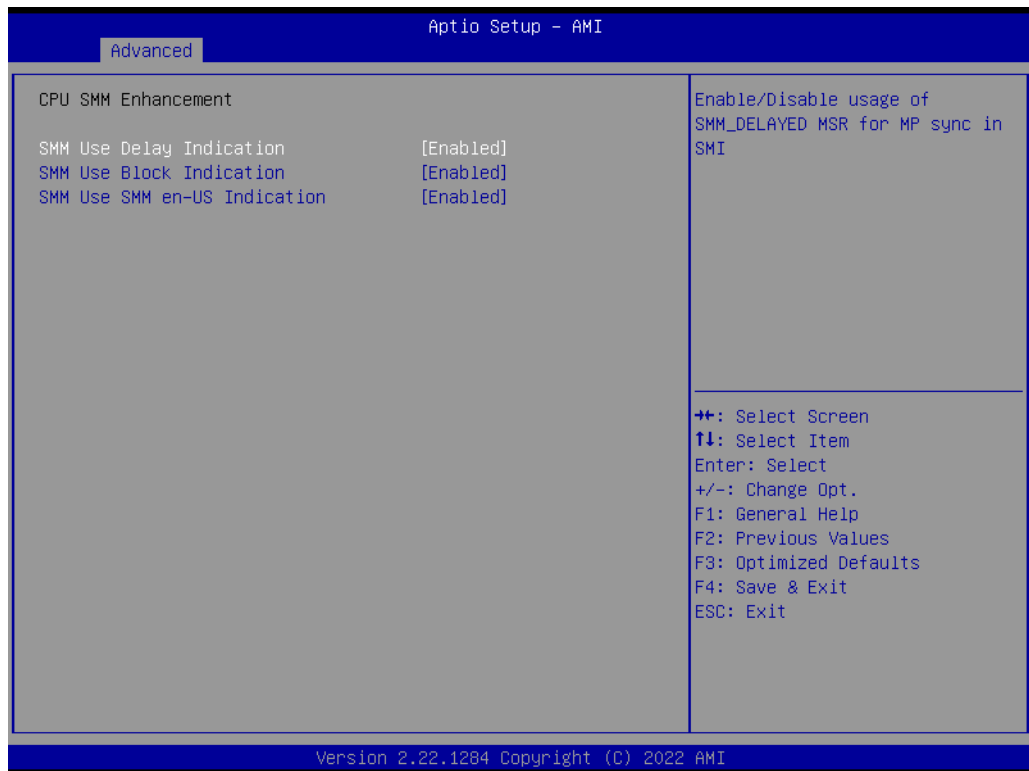 Aptio Setup – AMI
Advanced
CPU SMM Enhancement
SMM Use Delay Indication [Enabled]
SMM Use Block Indication [Enabled]
SMM Use SMM en-US Indication [Enabled]
Enable/Disable usage of
SMM_DELAYED MSR for MP sync in
SMI
→←: Select Screen
↑↓: Select Item
Enter: Select
+/-: Change Opt.
F1: General Help
F2: Previous Values
F3: Optimized Defaults
F4: Save & Exit
ESC: Exit
Version 2.22.1284 Copyright (C) 2022 AMI